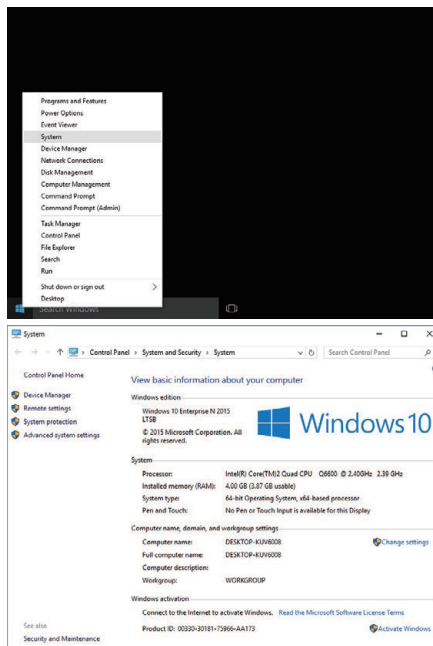 Programs and Features
Power Options
Event Viewer
System
Device Manager
Network Connections
Disk Management
Computer Management
Command Prompt
Command Prompt (Admin)
Task Manager
Control Panel
File Explorer
Search
Run
Shut down or sign out
Desktop
Search Windows
System
Control Panel > System and Security > System
Search Control Panel
Control Panel Home
Device Manager
Remote settings
System protection
Advanced system settings
View basic information about your computer
Windows edition
Windows 10 Enterprise N 2015
LTSB
© 2015 Microsoft Corporation. All
rights reserved.
Windows 10
System
Processor: Intel(R) Core(TM)2 Quad CPU Q6600 @ 2.40GHz 2.39 GHz
Installed memory (RAM): 4.00 GB (3.87 GB usable)
System type: 64-bit Operating System, x64-based processor
Pen and Touch: No Pen or Touch Input is available for this Display
Computer name, domain, and workgroup settings
Computer name: DESKTOP-KUV6008
Change settings
Full computer name: DESKTOP-KUV6008
Computer description:
Workgroup: WORKGROUP
Windows activation
Connect to the Internet to activate Windows. Read the Microsoft Software License Terms
Product ID: 00330-30181-75966-AA173
Activate Windows
See also
Security and Maintenance